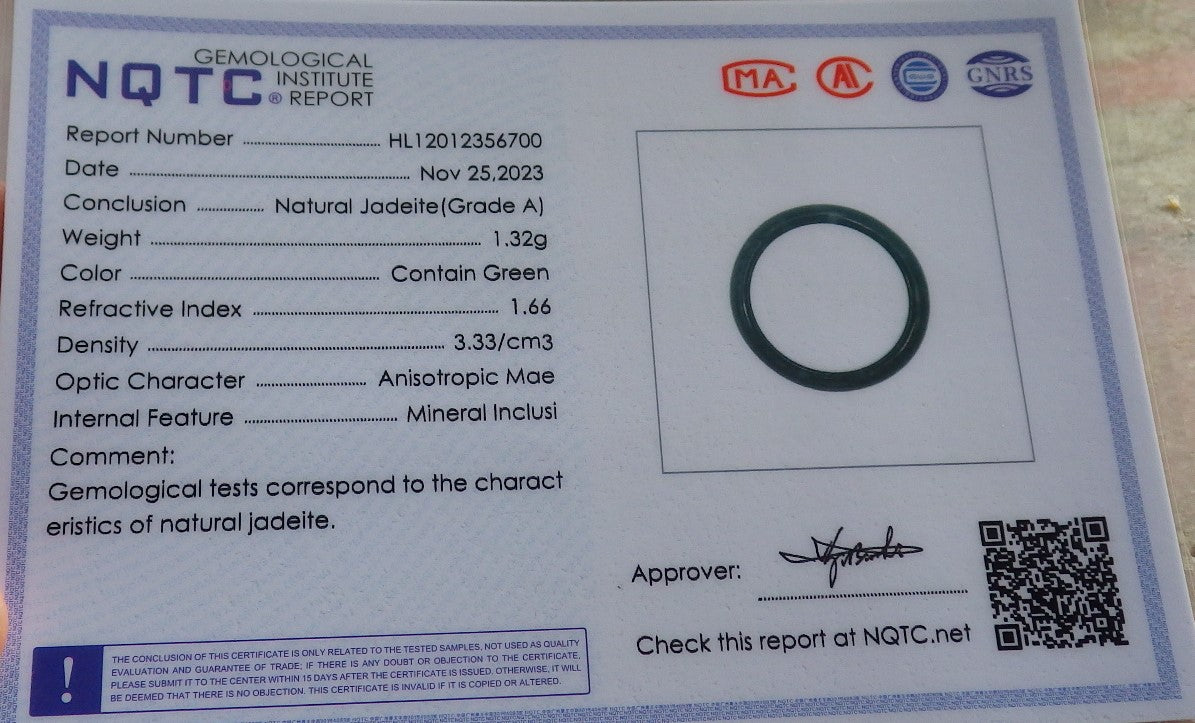 NQTC® GEMOLOGICAL INSTITUTE REPORT
MA
GNRS
Report Number HL12012356700
Date Nov 25,2023
Conclusion Natural Jadeite(Grade A)
Weight 1.32g
Color Contain Green
Refractive Index 1.66
Density 3.33/cm3
Optic Character Anisotropic Mae
Internal Feature Mineral Inclusi
Comment:
Gemological tests correspond to the charact
eristics of natural jadeite.
Approver:
Check this report at NQTC.net
!
THE CONCLUSION OF THIS CERTIFICATE IS ONLY RELATED TO THE TESTED SAMPLES, NOT USED AS QUALITY
EVALUATION AND GUARANTEE OF TRADE; IF THERE IS ANY DOUBT OR OBJECTION TO THE CERTIFICATE,
PLEASE SUBMIT IT TO THE CENTER WITHIN 15 DAYS AFTER THE CERTIFICATE IS ISSUED. OTHERWISE, IT WILL
BE DEEMED THAT THERE IS NO OBJECTION. THIS CERTIFICATE IS INVALID IF IT IS COPIED OR ALTERED.